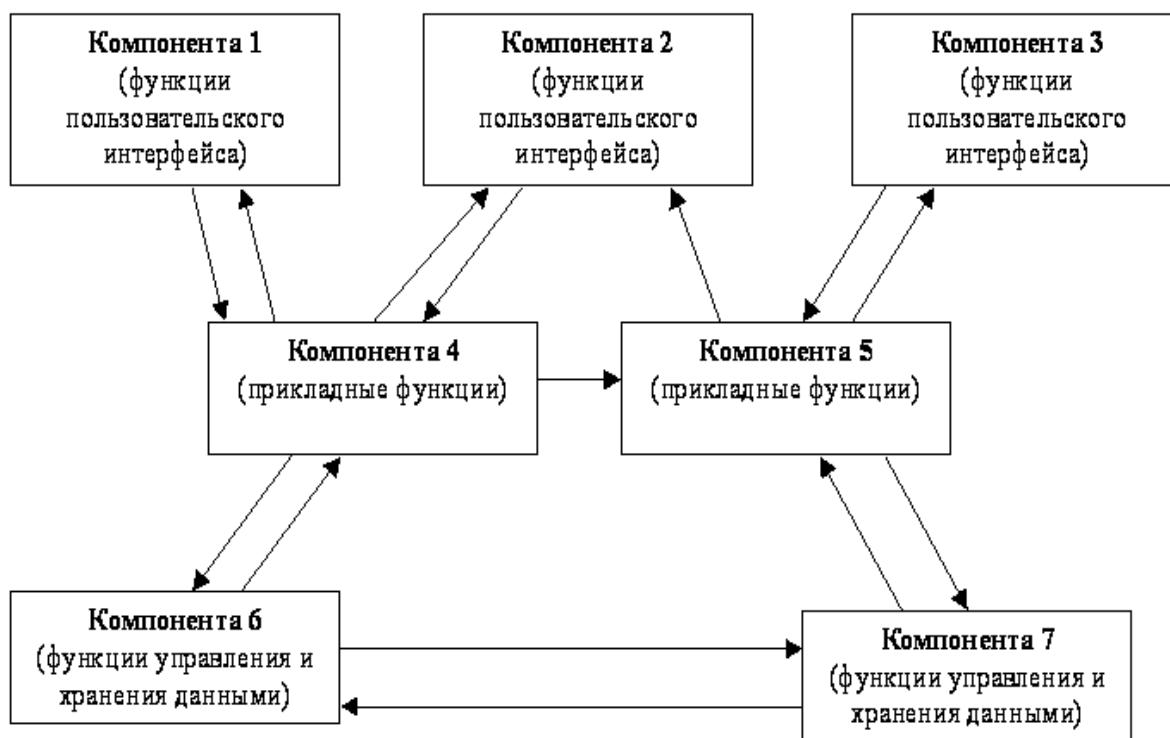 Компонента 1
(функции
пользовательского
интерфейса)
Компонента 2
(функции
пользовательского
интерфейса)
Компонента 3
(функции
пользовательского
интерфейса)
Компонента 4
(прикладные функции)
Компонента 5
(прикладные функции)
Компонента 6
(функции управления и
хранения данными)
Компонента 7
(функции управления и
хранения данными)